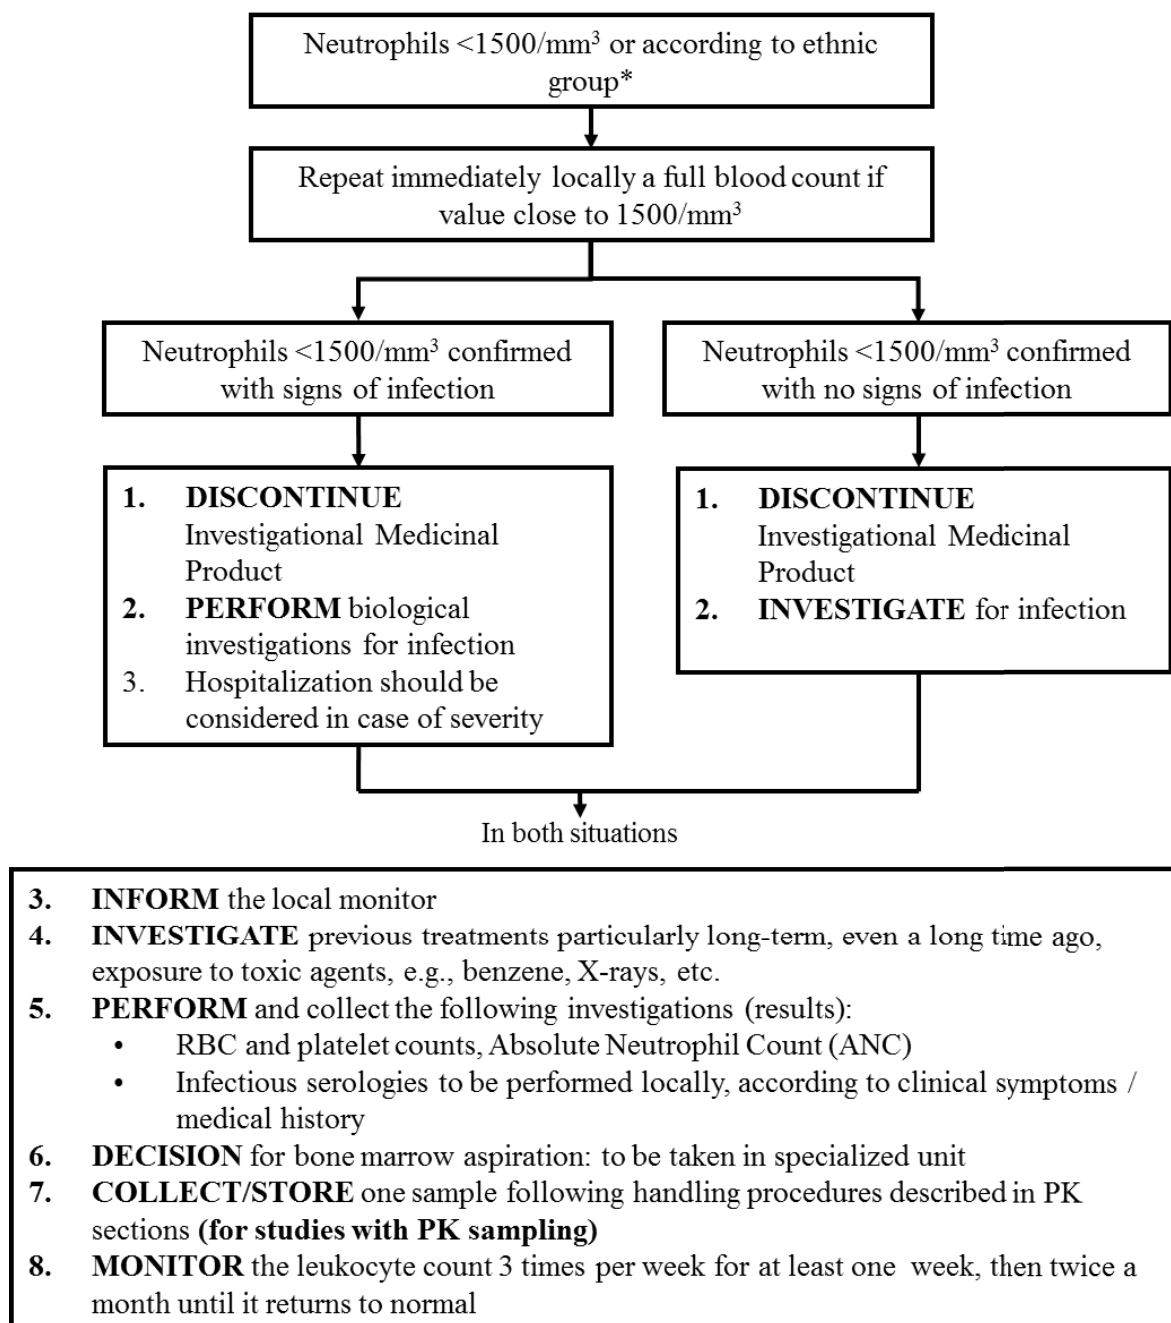 Neutrophils <1500/mm³ or according to ethnic
group*
Repeat immediately locally a full blood count if
value close to 1500/mm³
Neutrophils <1500/mm³ confirmed
with signs of infection
Neutrophils <1500/mm³ confirmed
with no signs of infection
1. DISCONTINUE
Investigational Medicinal
Product
2. PERFORM biological
investigations for infection
3. Hospitalization should be
considered in case of severity
1. DISCONTINUE
Investigational Medicinal
Product
2. INVESTIGATE for infection
In both situations
3. INFORM the local monitor
4. INVESTIGATE previous treatments particularly long-term, even a long time ago,
exposure to toxic agents, e.g., benzene, X-rays, etc.
5. PERFORM and collect the following investigations (results):
• RBC and platelet counts, Absolute Neutrophil Count (ANC)
• Infectious serologies to be performed locally, according to clinical symptoms /
medical history
6. DECISION for bone marrow aspiration: to be taken in specialized unit
7. COLLECT/STORE one sample following handling procedures described in PK
sections (for studies with PK sampling)
8. MONITOR the leukocyte count 3 times per week for at least one week, then twice a
month until it returns to normal